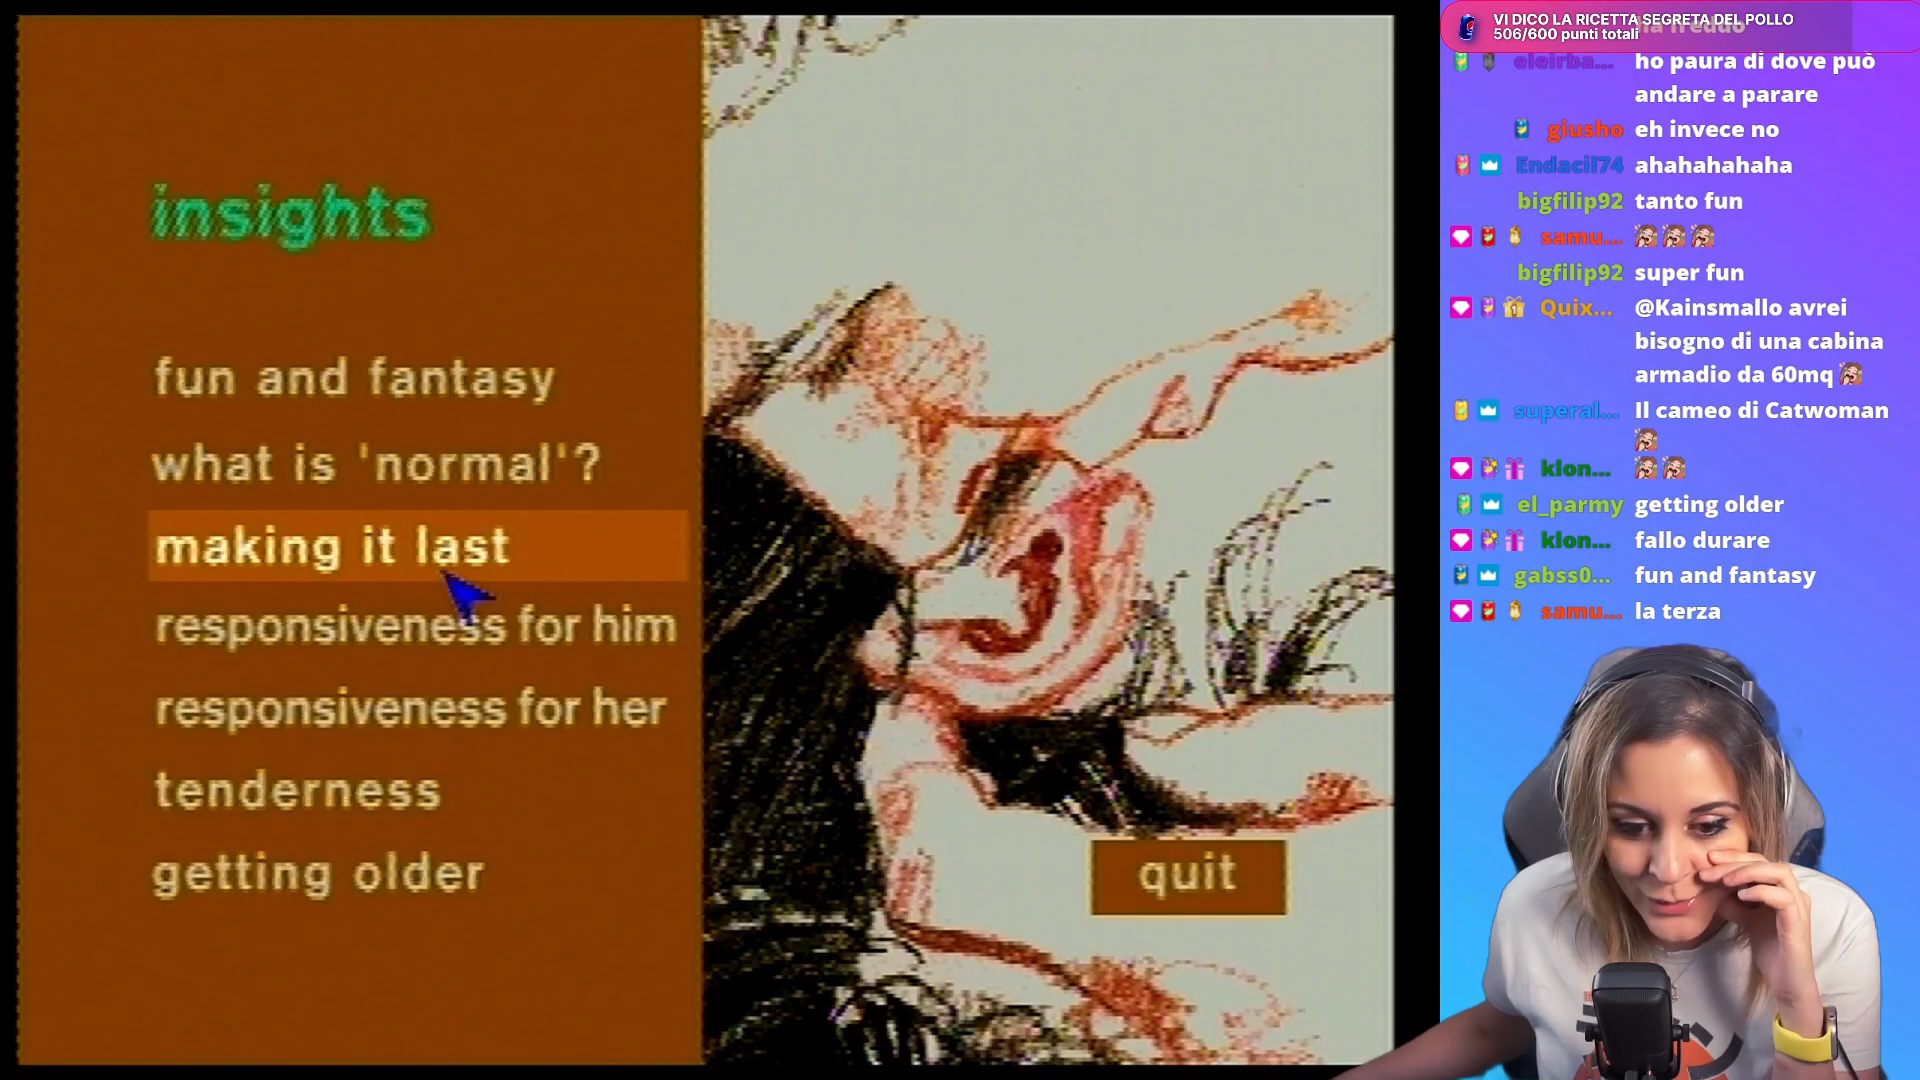 insights
fun and fantasy
what is 'normal'?
making it last
responsiveness for him
responsiveness for her
tenderness
getting older
quit
VI DICO LA RICETTA SEGRETA DEL POLLO
506/600 punti totali
ha freddo
eleirba... ho paura di dove può
andare a parare
giusho eh invece no
Endacil74 ahahahahaha
bigfilip92 tanto fun
samu...
bigfilip92 super fun
Quix... @Kainsmallo avrei
bisogno di una cabina
armadio da 60mq
superal... Il cameo di Catwoman
klon...
el_parmy getting older
klon... fallo durare
gabss0... fun and fantasy
samu... la terza